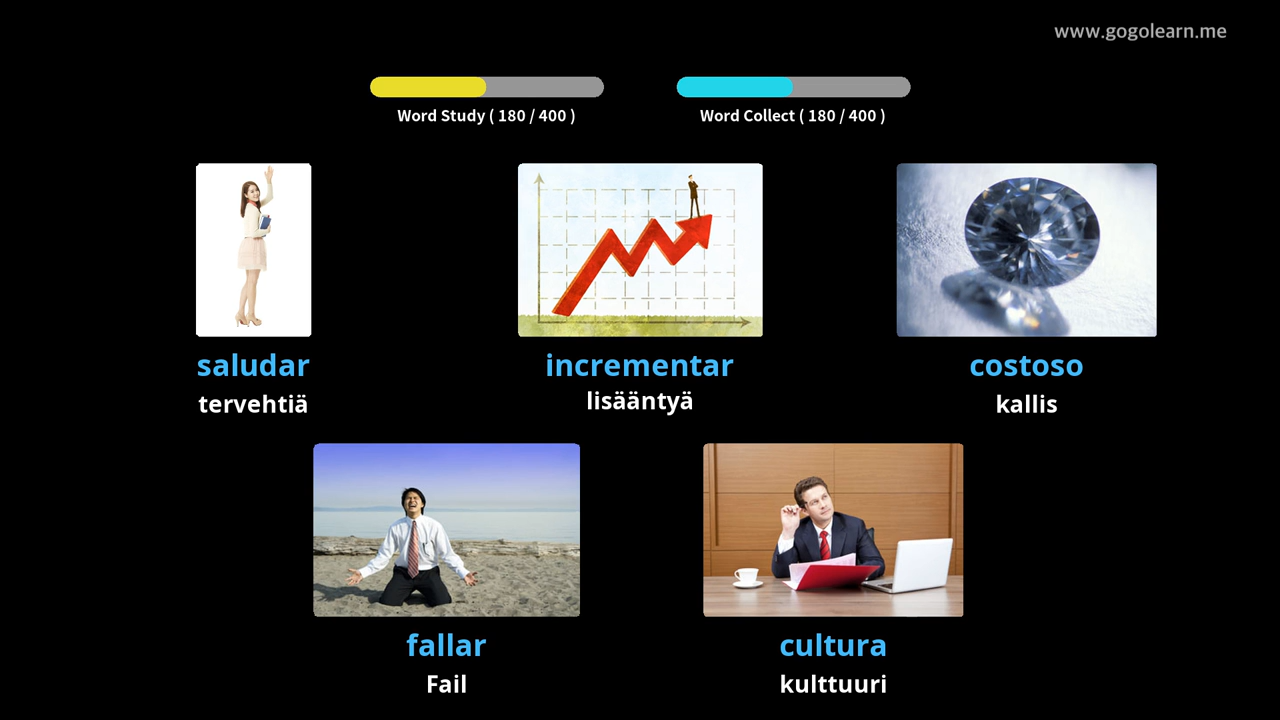 www.gogolearn.me
Word Study ( 180 / 400 )
Word Collect ( 180 / 400 )
saludar
tervehtiä
incrementar
lisääntyä
costoso
kallis
fallar
Fail
cultura
kulttuuri